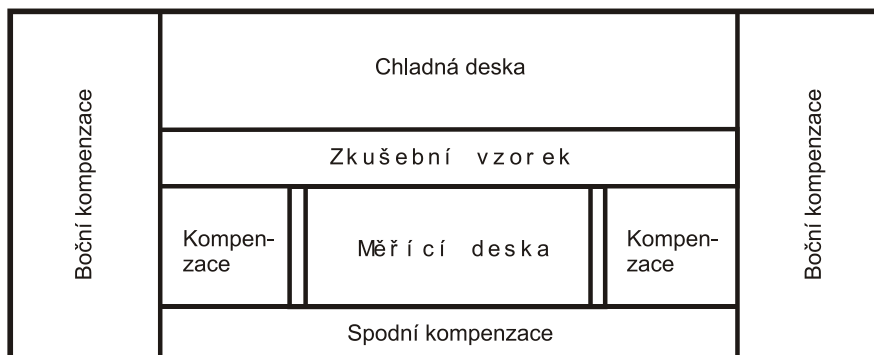 Chladná deska
Boční kompenzace
Zkušební vzorek
Boční kompenzace
Kompen-
zace
Měřící deska
Kompen-
zace
Spodní kompenzace